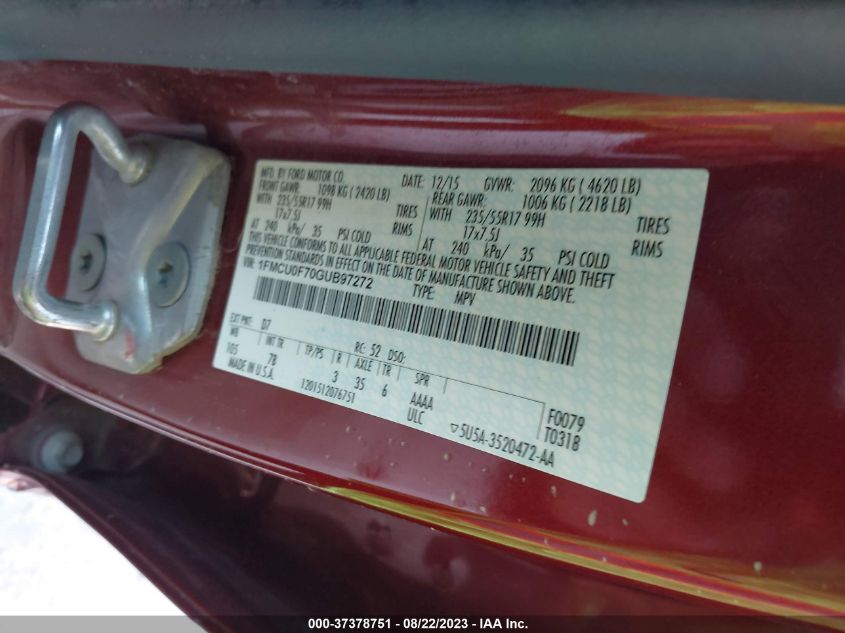 MFD. BY FORD MOTOR CO.
DATE: 12/15 GVWR: 2096 KG ( 4620 LB)
FRONT GAWR: 1098 KG ( 2420 LB) REAR GAWR: 1006 KG ( 2218 LB)
WITH 235/55R17 99H TIRES WITH 235/55R17 99H TIRES
17x7.5J RIMS 17x7.5J RIMS
AT 240 kPa/ 35 PSI COLD AT 240 kPa/ 35 PSI COLD
THIS VEHICLE CONFORMS TO ALL APPLICABLE FEDERAL MOTOR VEHICLE SAFETY AND THEFT
PREVENTION STANDARDS IN EFFECT ON THE DATE OF MANUFACTURE SHOWN ABOVE.
VIN: 1FMCU0F70GUB97272 TYPE: MPV
EXT PNT: D7 RC: 52 DSO:
WB INT TR TP/PS R AXLE TR SPR
105 7B 3 35 6 AAAA F0079
MADE IN U.S.A. 1201512076751 ULC T0318
▽5U5A-3520472-AA
000-37378751 - 08/22/2023 - IAA Inc.